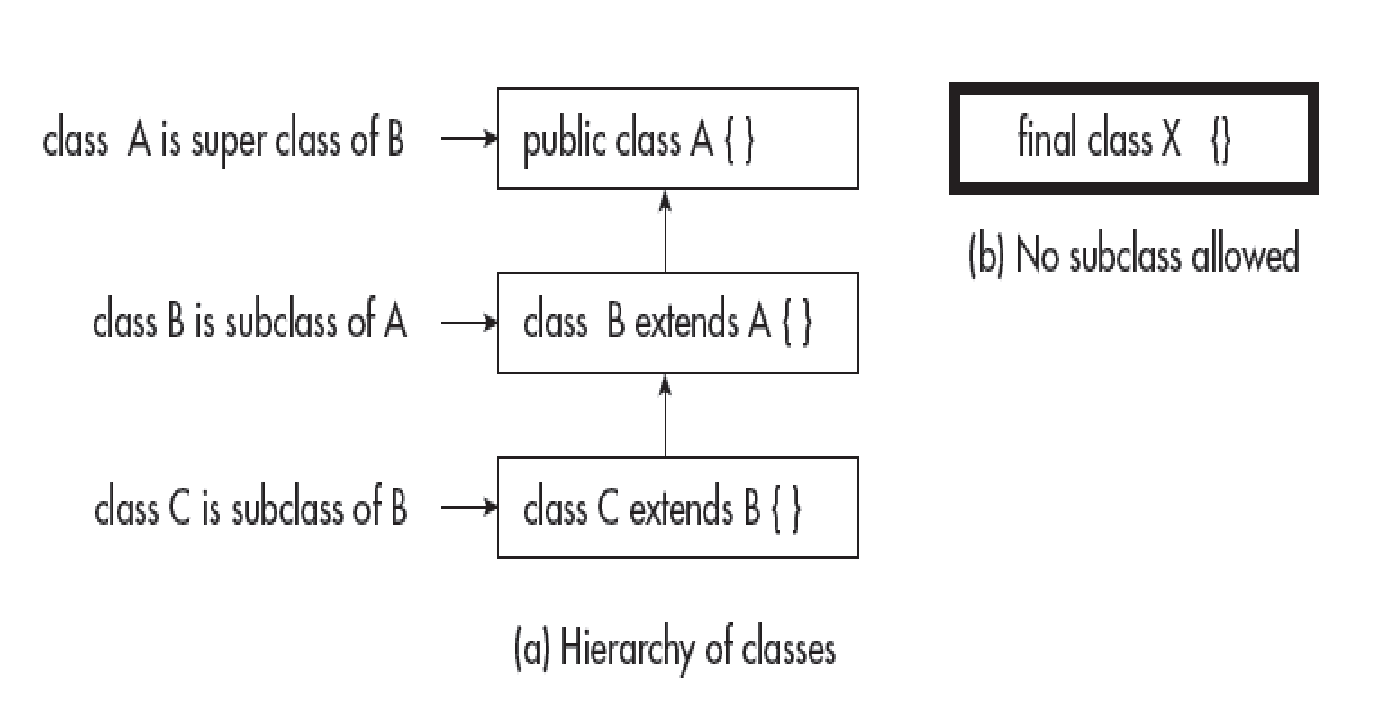 class A is super class of B
public class A { }
final class X {}
(b) No subclass allowed
class B is subclass of A
class B extends A { }
class C is subclass of B
class C extends B { }
(a) Hierarchy of classes